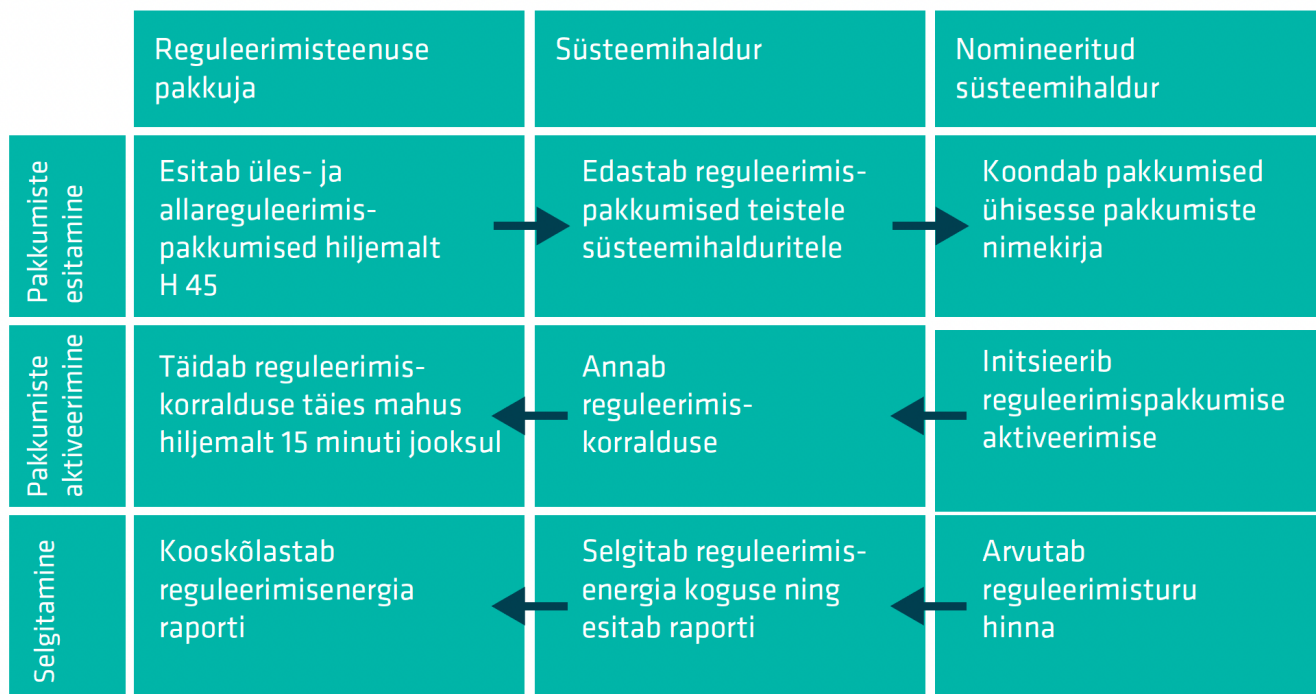 Reguleerimisteenuse
pakkuja
Süsteemihaldur
Nomineeritud
süsteemihaldur
Pakkumiste
esitamine
Esitab üles- ja
allareguleerimis-
pakkumised hiljemalt
H 45
Edastab reguleerimis-
pakkumised teistele
süsteemihalduritele
Koondab pakkumised
ühisesse pakkumiste
nimekirja
Pakkumiste
aktiveerimine
Täidab reguleerimis-
korralduse täies mahus
hiljemalt 15 minuti jooksul
Annab
reguleerimis-
korralduse
Initsieerib
reguleerimispakkumise
aktiveerimise
Selgitamine
Kooskõlastab
reguleerimisenergia
raporti
Selgitab reguleerimis-
energia koguse ning
esitab raporti
Arvutab
reguleerimisturu
hinna